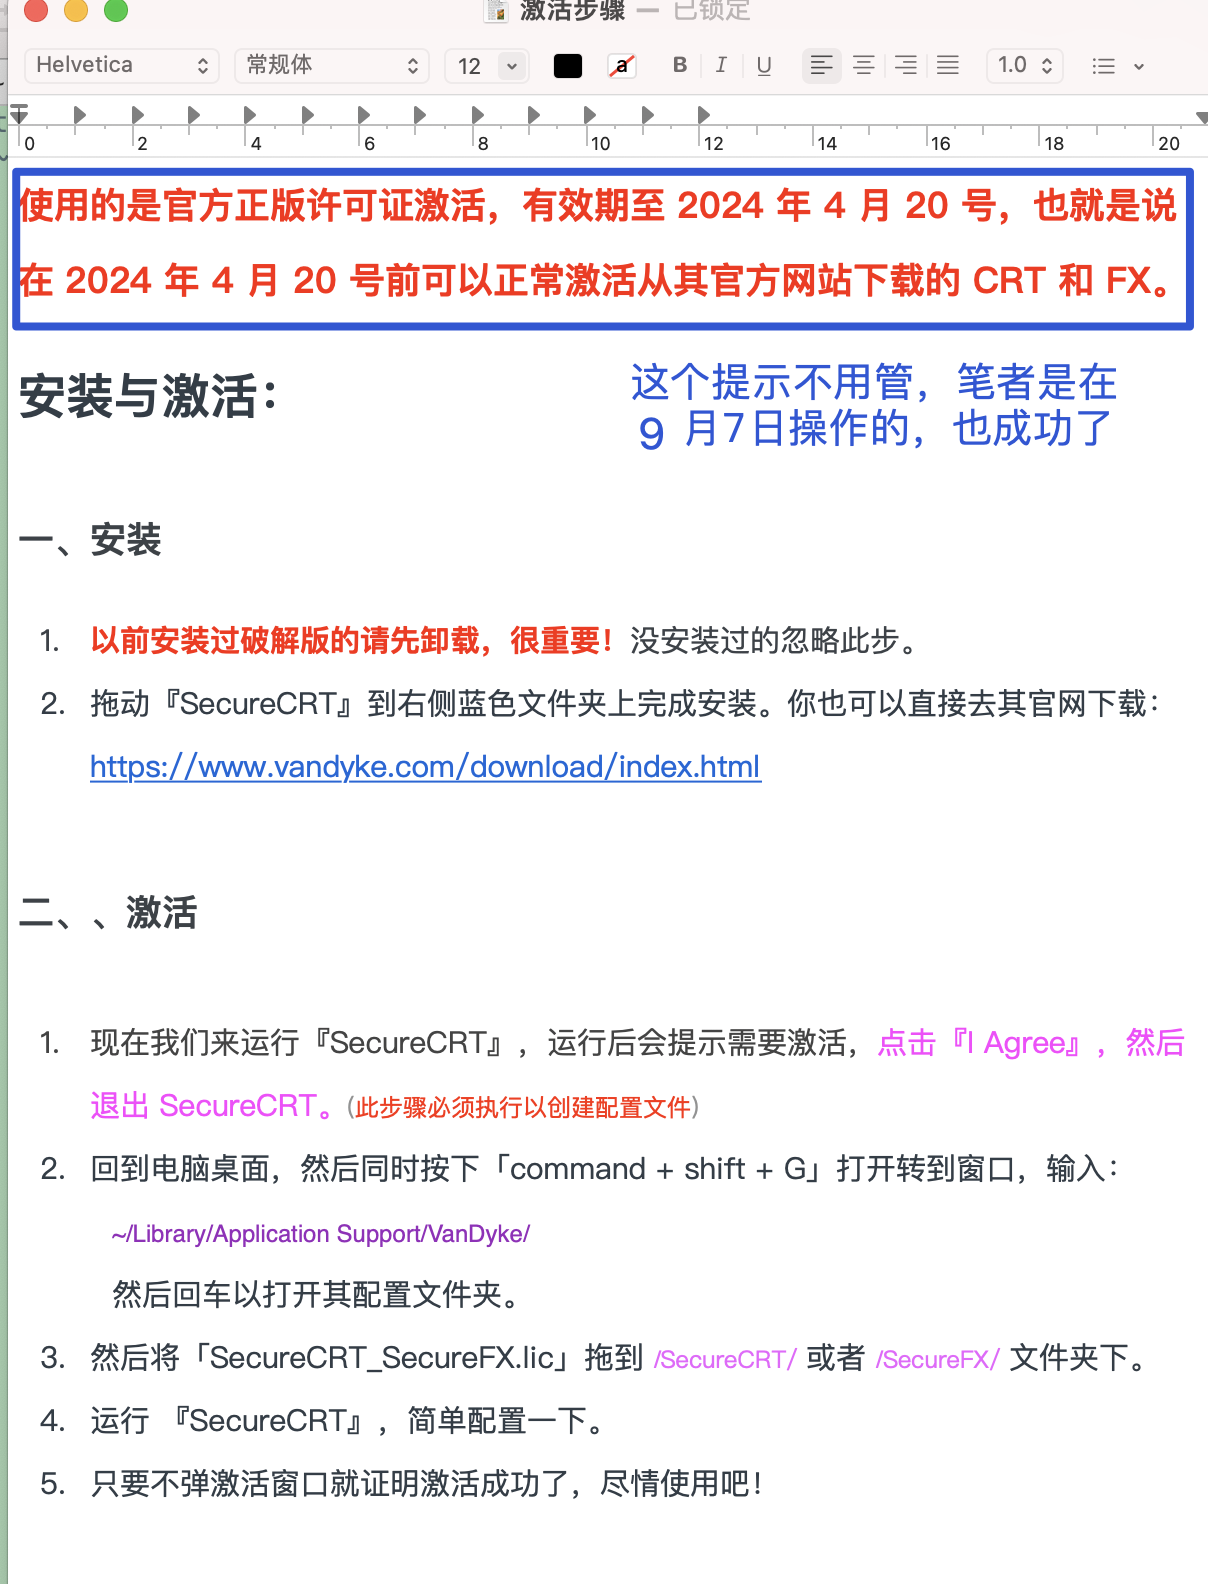 激活步骤 — 已锁定
Helvetica 常规体 12 a B I U 1.0
0 2 4 6 8 10 12 14 16 18 20
使用的是官方正版许可证激活，有效期至 2024 年 4 月 20 号，也就是说
在 2024 年 4 月 20 号前可以正常激活从其官方网站下载的 CRT 和 FX。
安装与激活：
这个提示不用管，笔者是在
9 月7日操作的，也成功了
一、安装
1. 以前安装过破解版的请先卸载，很重要！没安装过的忽略此步。
2. 拖动『SecureCRT』到右侧蓝色文件夹上完成安装。你也可以直接去其官网下载：
https://www.vandyke.com/download/index.html
二、、激活
1. 现在我们来运行『SecureCRT』，运行后会提示需要激活，点击『I Agree』，然后
退出 SecureCRT。(此步骤必须执行以创建配置文件)
2. 回到电脑桌面，然后同时按下「command + shift + G」打开转到窗口，输入：
~/Library/Application Support/VanDyke/
然后回车以打开其配置文件夹。
3. 然后将「SecureCRT_SecureFX.lic」拖到 /SecureCRT/ 或者 /SecureFX/ 文件夹下。
4. 运行 『SecureCRT』，简单配置一下。
5. 只要不弹激活窗口就证明激活成功了，尽情使用吧！